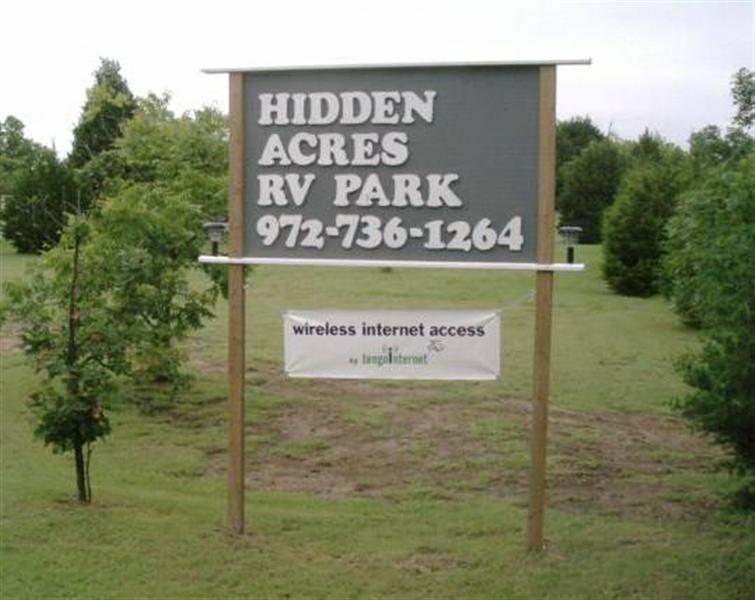 HIDDEN
ACRES
RV PARK
972-736-1264
wireless internet access
by tengointernet